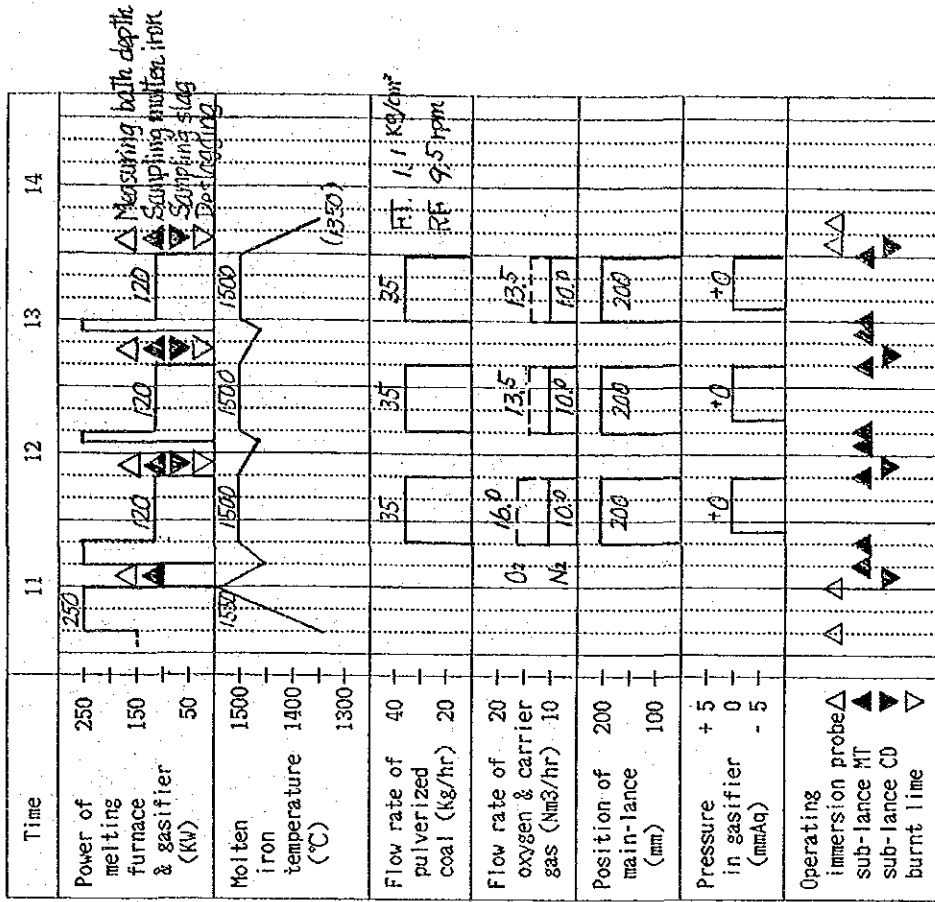 Time 11 12 13 14
Power of
melting
furnace
& gasifier
(KW)
250
150
50
250 120 120 120
△ Measuring bath depth
▲ Sampling molten iron
▼ Sampling slag
▽ Deslagging
Molten
iron
temperature
(°C)
1500
1400
1300
1550 1500 1500 1500 (1350)
Flow rate of
pulverized
coal (Kg/hr)
40
20
35 35 35
1.1 Kg/cm²
RF 9.5 rpm
Flow rate of
oxygen & carrier
gas (Nm3/hr)
20
10
O₂ 16.0 13.5 13.5
N₂ 10.0 10.0 10.0
Position of
main-lance
(mm)
200
100
200 200 200
Pressure
in gasifier
(mmAq)
+ 5
0
- 5
+0 +0 +0
Operating
immersion probe △
sub-lance MT ▲
sub-lance CD ▼
burnt lime ▽